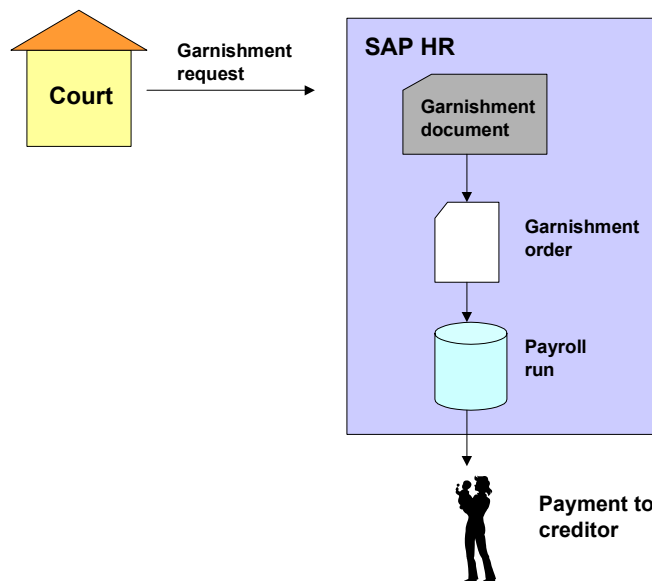 Court
Garnishment
request
SAP HR
Garnishment
document
Garnishment
order
Payroll
run
Payment to
creditor